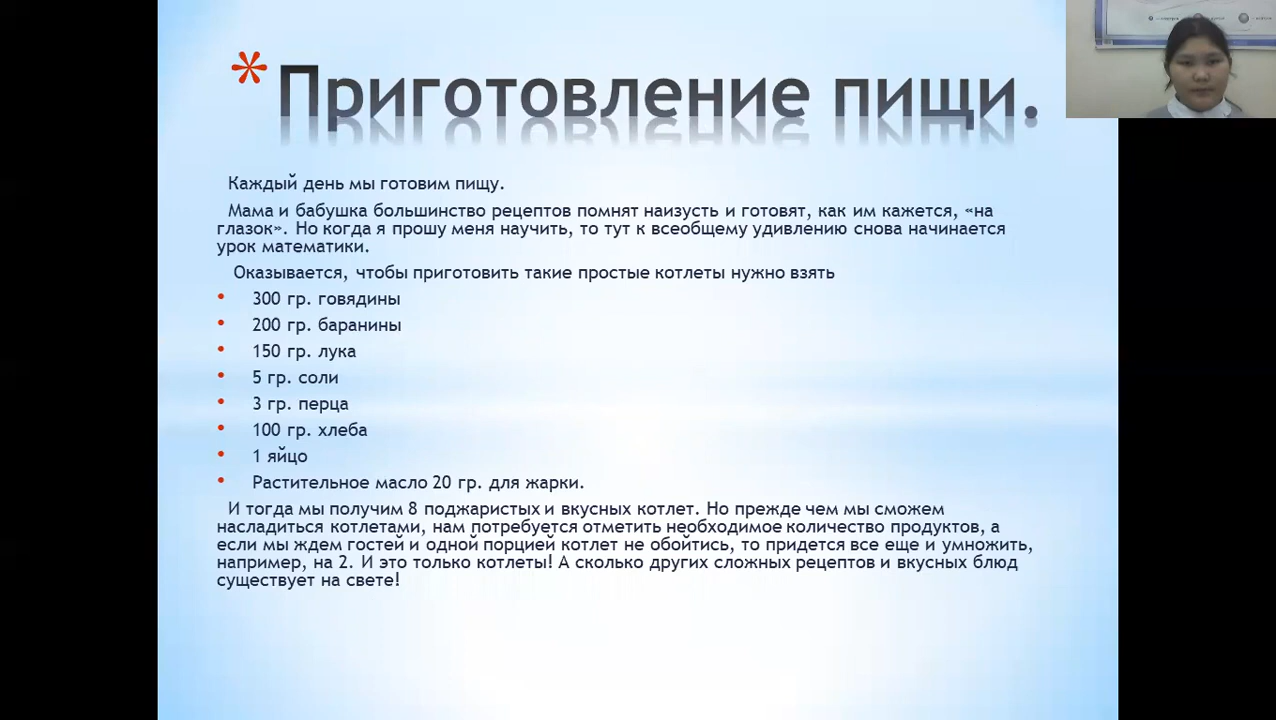 * Приготовление пищи.
Каждый день мы готовим пищу.
Мама и бабушка большинство рецептов помнят наизусть и готовят, как им кажется, «на
глазок». Но когда я прошу меня научить, то тут к всеобщему удивлению снова начинается
урок математики.
Оказывается, чтобы приготовить такие простые котлеты нужно взять
• 300 гр. говядины
• 200 гр. баранины
• 150 гр. лука
• 5 гр. соли
• 3 гр. перца
• 100 гр. хлеба
• 1 яйцо
• Растительное масло 20 гр. для жарки.
И тогда мы получим 8 поджаристых и вкусных котлет. Но прежде чем мы сможем
насладиться котлетами, нам потребуется отметить необходимое количество продуктов, а
если мы ждем гостей и одной порцией котлет не обойтись, то придется все еще и умножить,
например, на 2. И это только котлеты! А сколько других сложных рецептов и вкусных блюд
существует на свете!